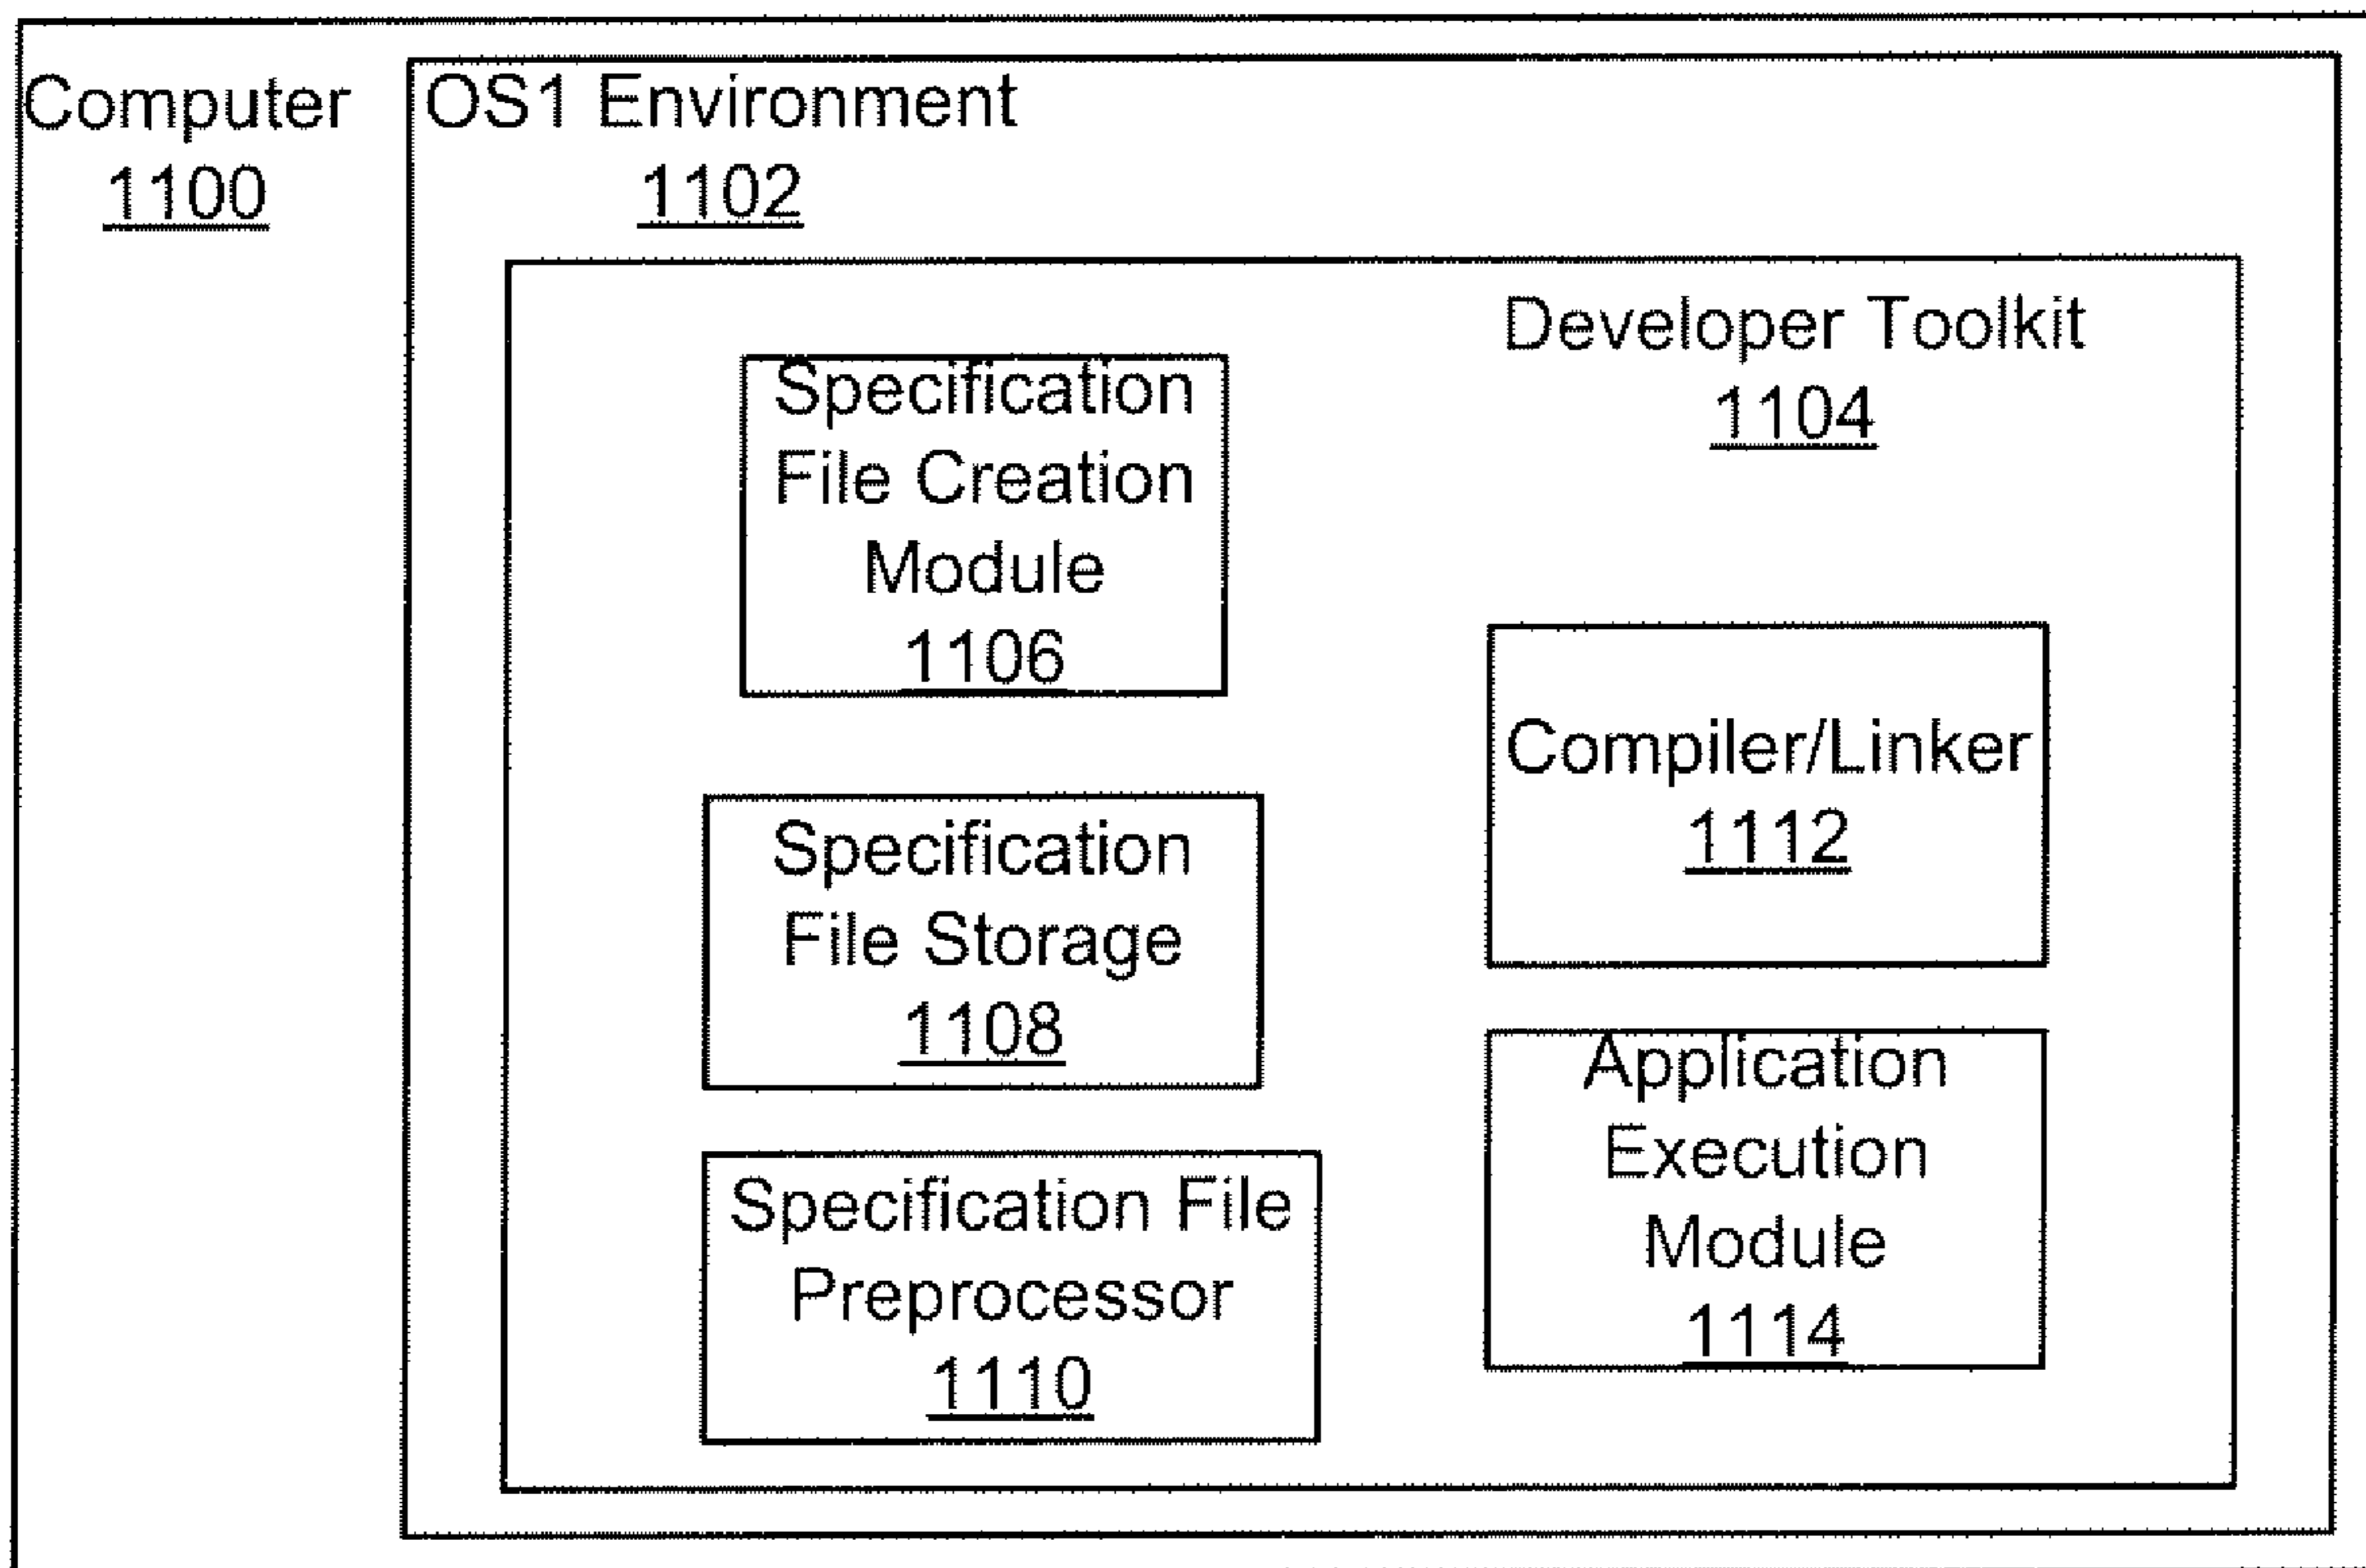 Computer
1100
OS1 Environment
1102
Developer Toolkit
1104
Specification
File Creation
Module
1106
Specification
File Storage
1108
Specification File
Preprocessor
1110
Compiler/Linker
1112
Application
Execution
Module
1114